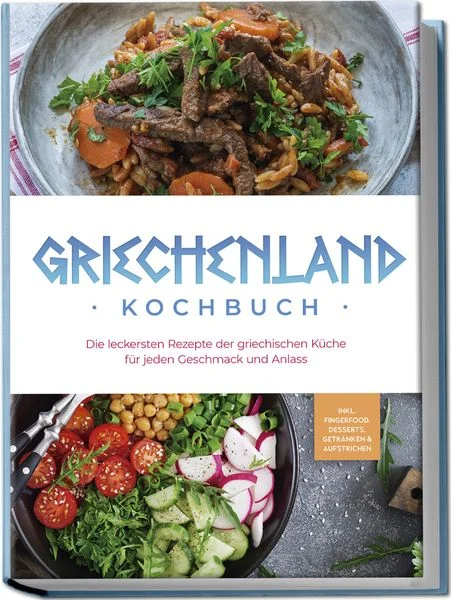 GRIECHENLAND
· KOCHBUCH ·
Die leckersten Rezepte der griechischen Küche
für jeden Geschmack und Anlass
INKL.
FINGERFOOD,
DESSERTS,
GETRÄNKEN &
AUFSTRICHEN